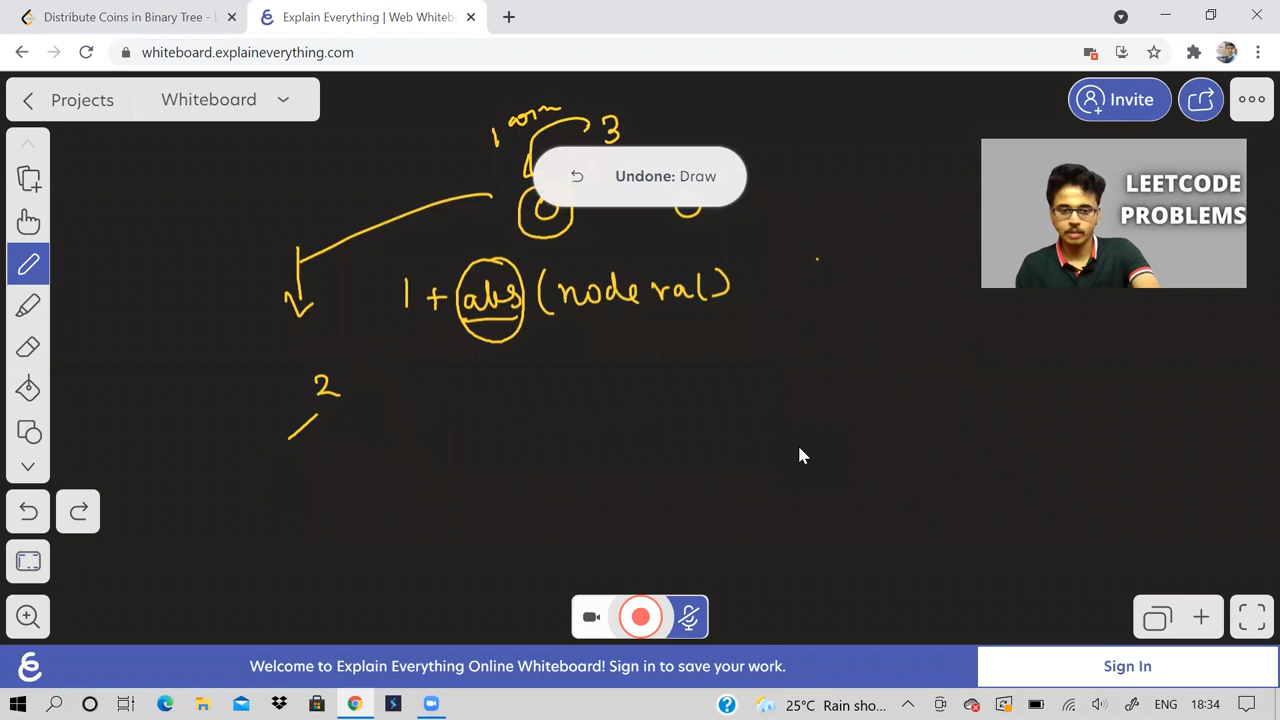 Distribute Coins in Binary Tree - L
Explain Everything | Web Whiteb
whiteboard.explaineverything.com
Projects
Whiteboard
Invite
1 coin
3
Undone: Draw
LEETCODE
PROBLEMS
1 + abs (node val)
2
Welcome to Explain Everything Online Whiteboard! Sign in to save your work.
Sign In
25°C Rain sho...
ENG
18:34